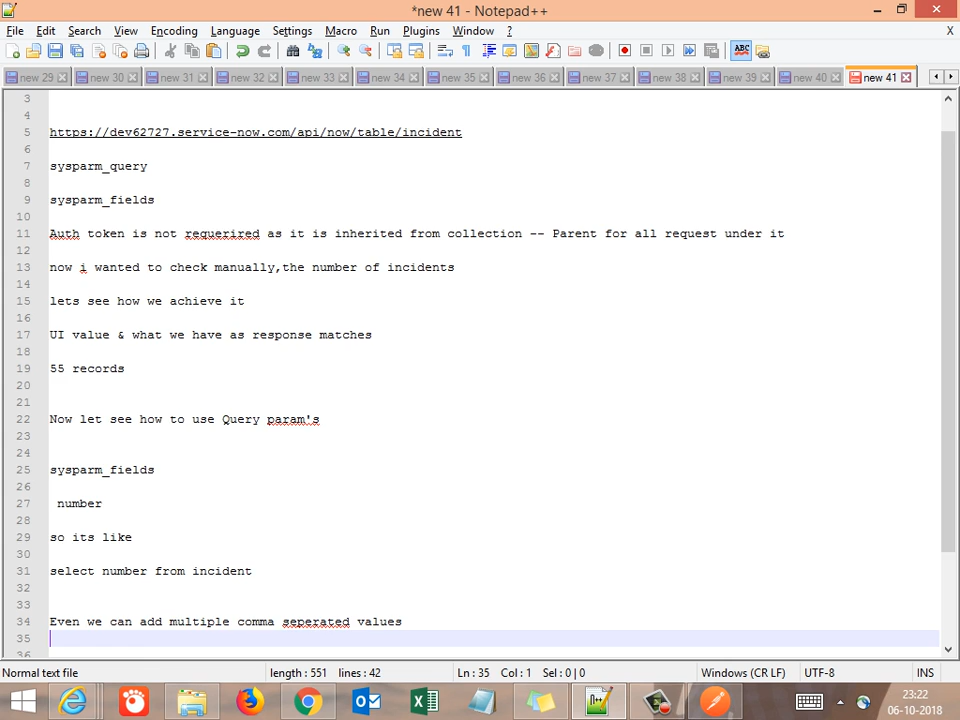 *new 41 - Notepad++
File Edit Search View Encoding Language Settings Macro Run Plugins Window ? X
new 29 new 30 new 31 new 32 new 33 new 34 new 35 new 36 new 37 new 38 new 39 new 40 new 41
3
4
5 https://dev62727.service-now.com/api/now/table/incident
6
7 sysparm_query
8
9 sysparm_fields
10
11 Auth token is not requerired as it is inherited from collection -- Parent for all request under it
12
13 now i wanted to check manually,the number of incidents
14
15 lets see how we achieve it
16
17 UI value & what we have as response matches
18
19 55 records
20
21
22 Now let see how to use Query param's
23
24
25 sysparm_fields
26
27 number
28
29 so its like
30
31 select number from incident
32
33
34 Even we can add multiple comma seperated values
35
36
Normal text file length : 551 lines : 42 Ln : 35 Col : 1 Sel : 0 | 0 Windows (CR LF) UTF-8 INS
23:22
06-10-2018